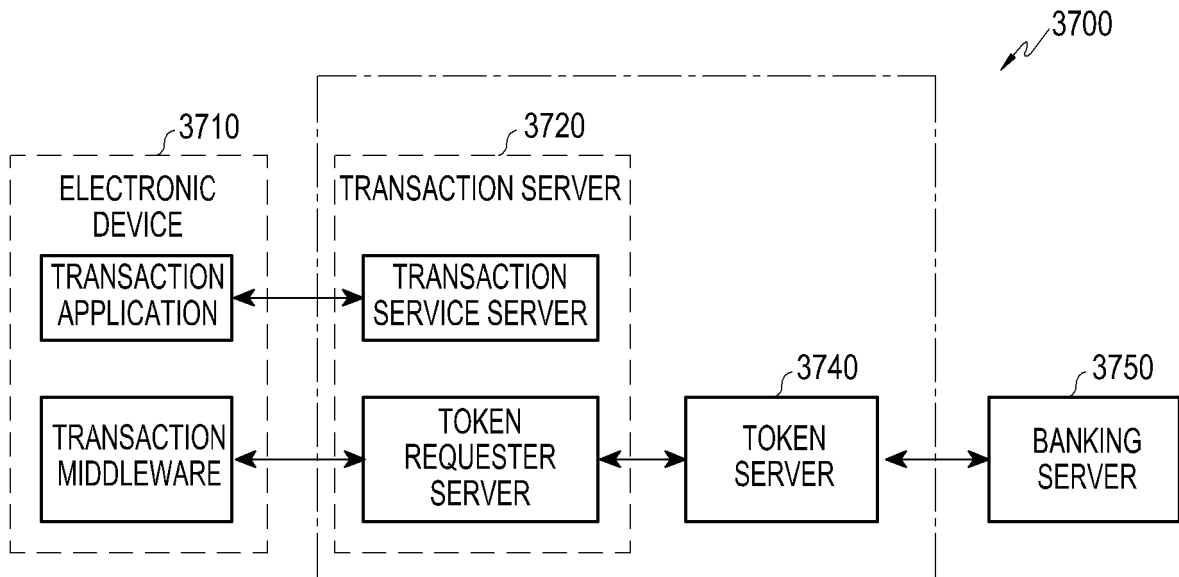 3700
3710
3720
ELECTRONIC
DEVICE
TRANSACTION SERVER
TRANSACTION
APPLICATION
TRANSACTION
SERVICE SERVER
3740
3750
TRANSACTION
MIDDLEWARE
TOKEN
REQUESTER
SERVER
TOKEN
SERVER
BANKING
SERVER